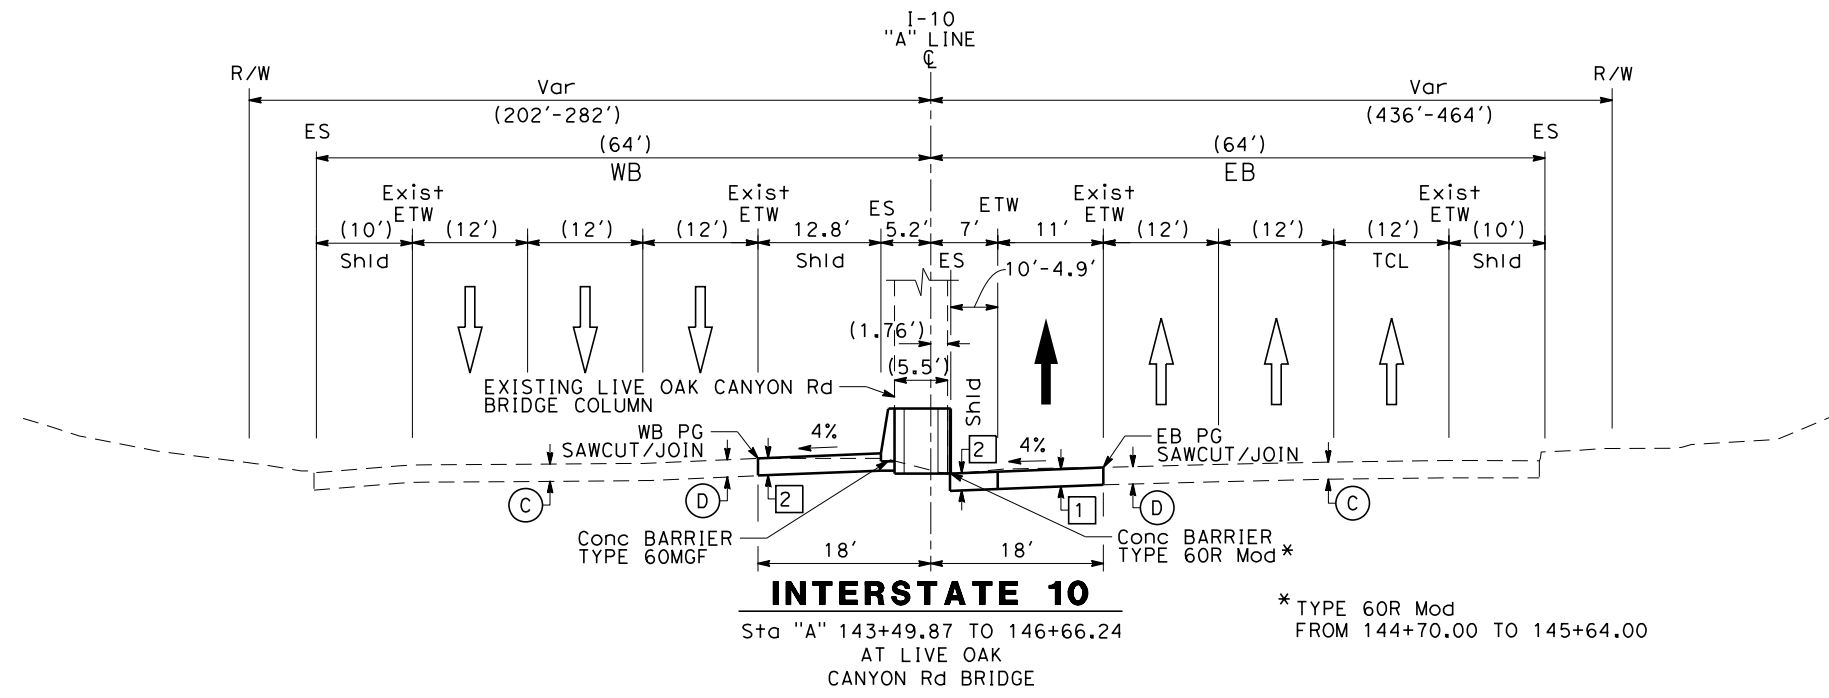 I-10
"A" LINE
℄
R/W
Var
Var
R/W
(202'-282')
(436'-464')
ES
ES
(64')
(64')
WB
EB
Exist
ETW
Exist
ETW
ES
ETW
Exist
ETW
Exist
ETW
(10')
(12')
(12')
(12')
12.8'
5.2'
7'
11'
(12')
(12')
(12')
(10')
Shld
Shld
ES
TCL
Shld
10'-4.9'
(1.76')
(5.5')
EXISTING LIVE OAK CANYON Rd
BRIDGE COLUMN
Shld
WB PG
SAWCUT/JOIN
4%
2
4%
EB PG
SAWCUT/JOIN
C
D
2
1
D
C
Conc BARRIER
TYPE 60MGF
Conc BARRIER
TYPE 60R Mod*
18'
18'
INTERSTATE 10
Sta "A" 143+49.87 TO 146+66.24
AT LIVE OAK
CANYON Rd BRIDGE
*TYPE 60R Mod
FROM 144+70.00 TO 145+64.00